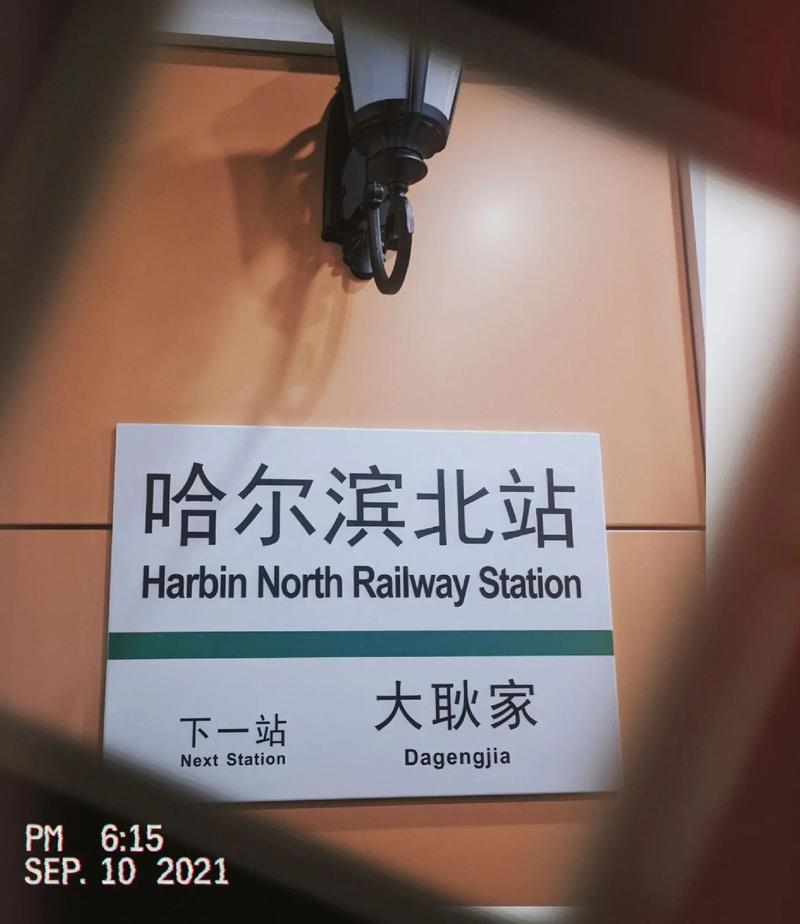 哈尔滨北站
Harbin North Railway Station
下一站
Next Station
大耿家
Dagengjia
PM 6:15
SEP. 10 2021